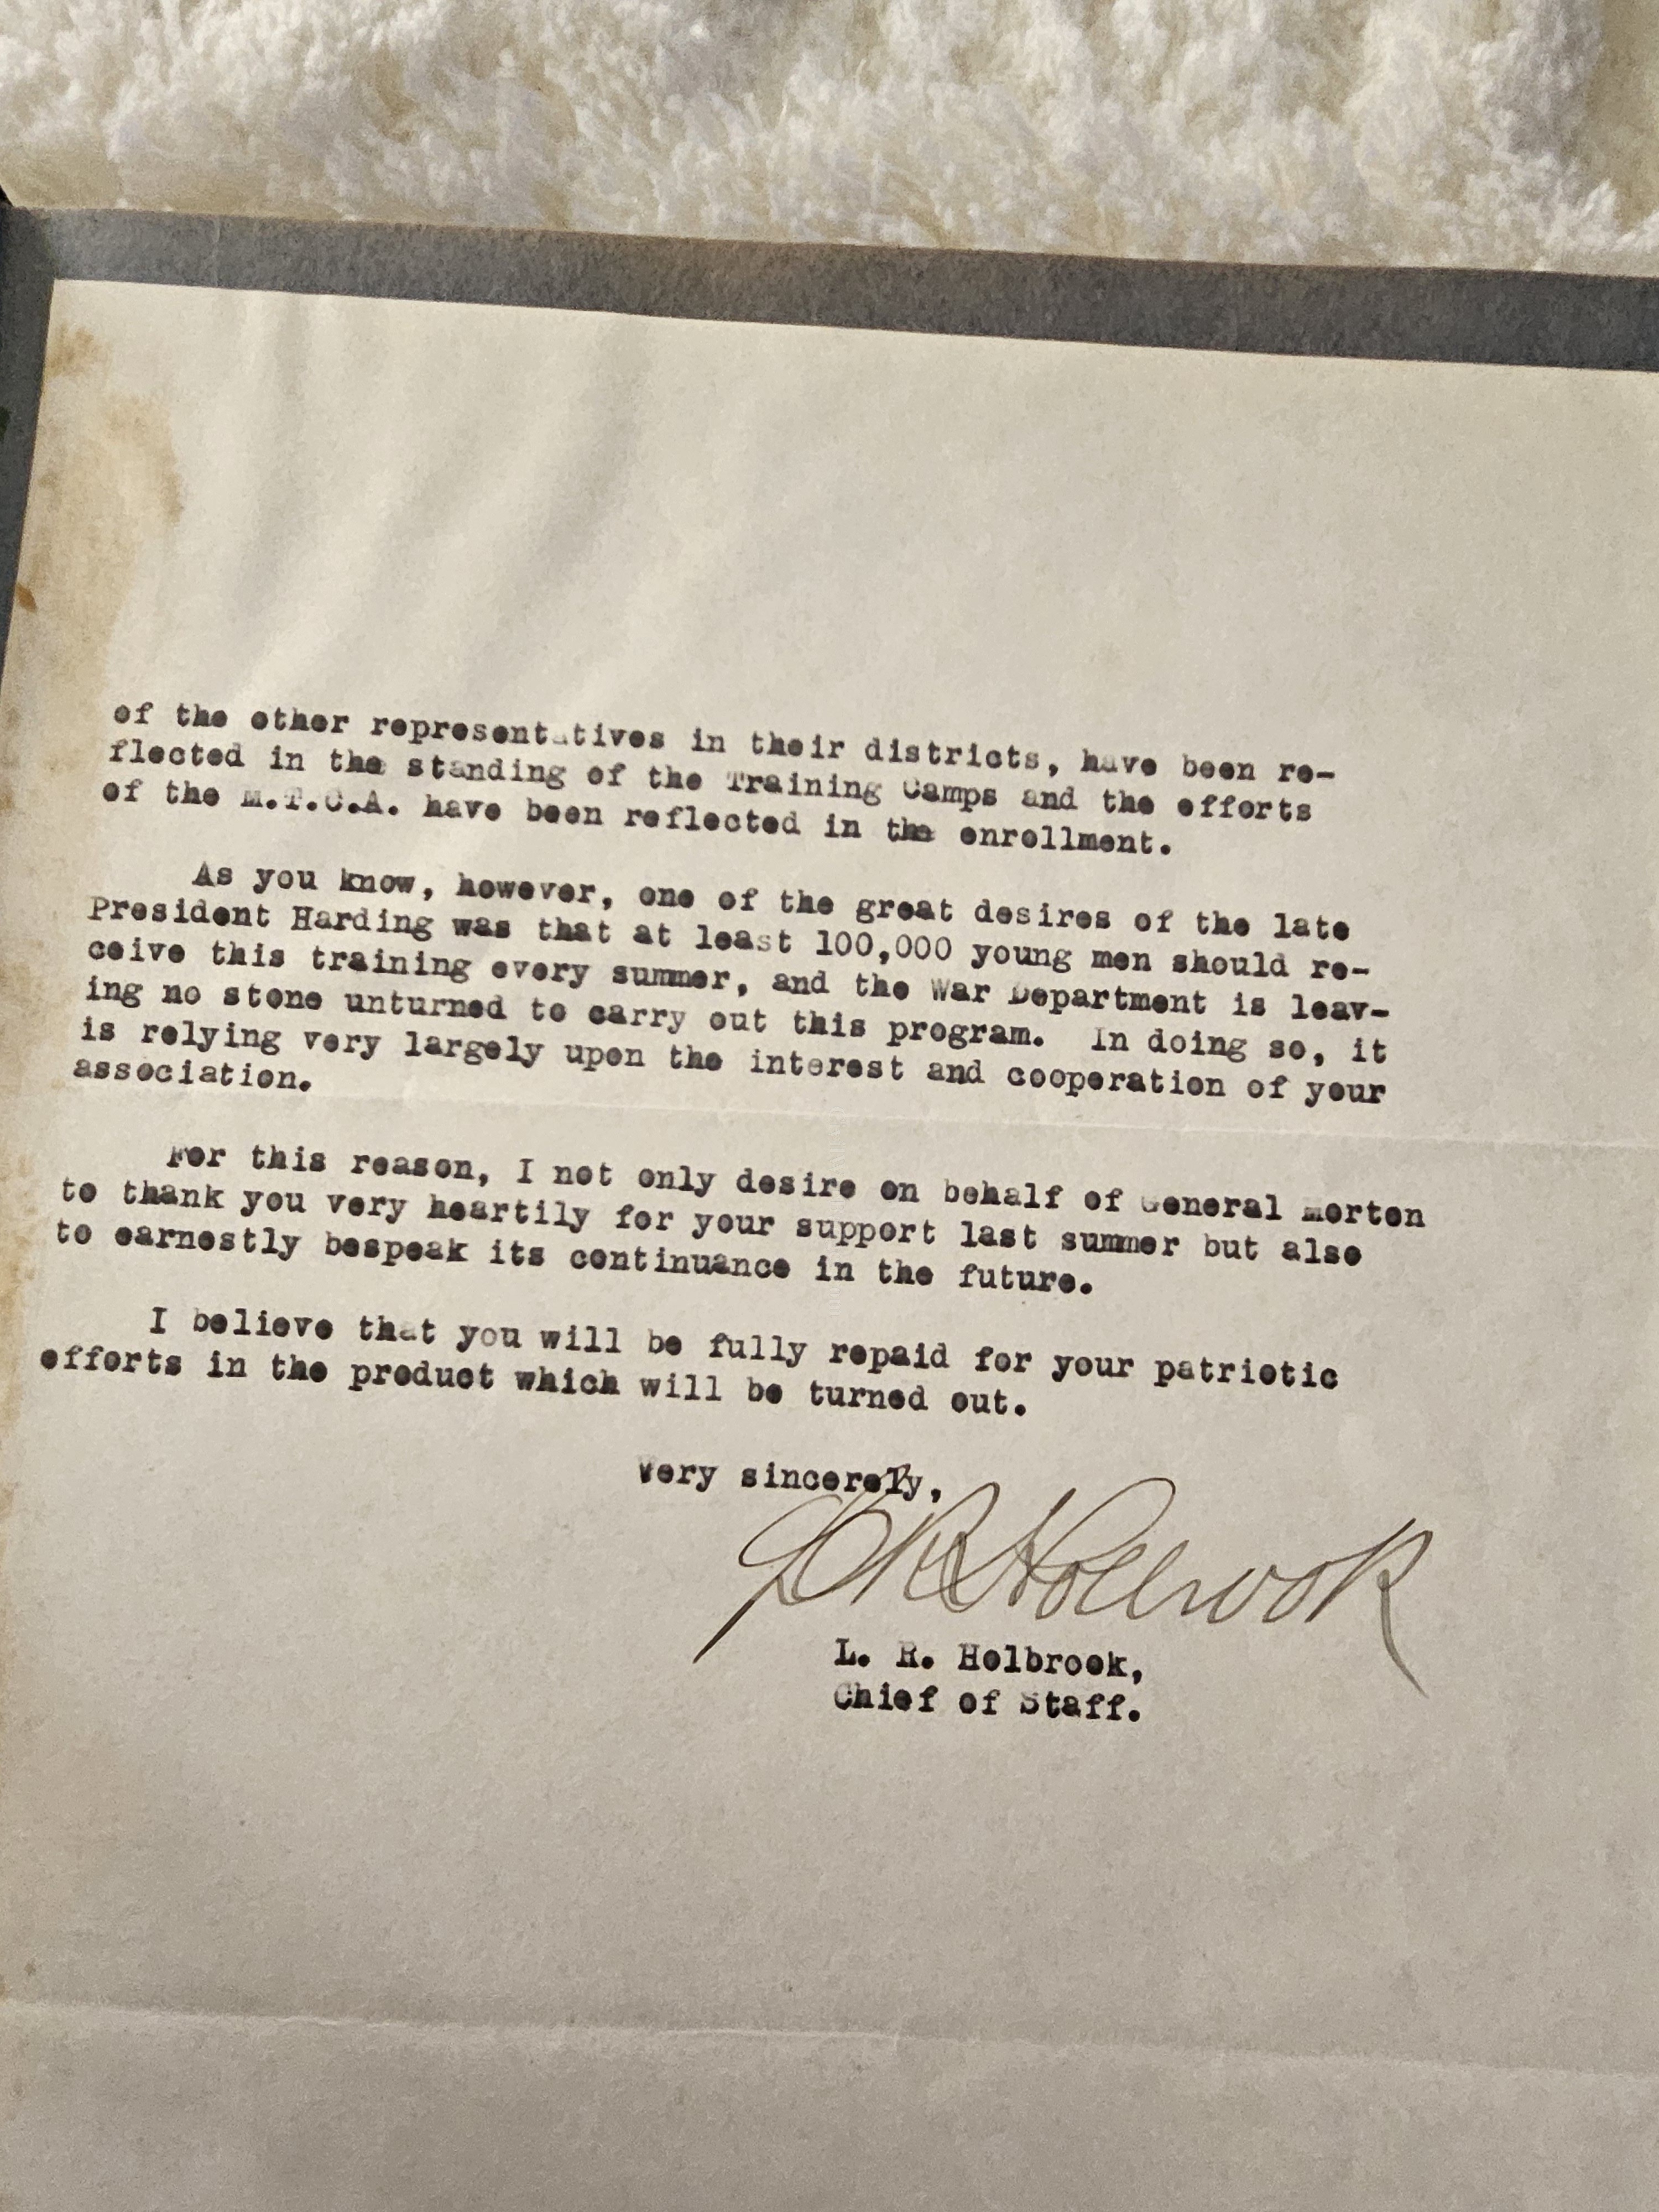 of the other representatives in their districts, have been re-
flected in the standing of the Training Camps and the efforts
of the M.T.C.A. have been reflected in the enrollment.
As you know, however, one of the great desires of the late
President Harding was that at least 100,000 young men should re-
ceive this training every summer, and the War Department is leav-
ing no stone unturned to carry out this program. In doing so, it
is relying very largely upon the interest and cooperation of your
association.
For this reason, I not only desire on behalf of General Morton
to thank you very heartily for your support last summer but also
to earnestly bespeak its continuance in the future.
I believe that you will be fully repaid for your patriotic
efforts in the product which will be turned out.
Very sincerely,
L R Holbrook
L. R. Holbrook,
Chief of Staff.